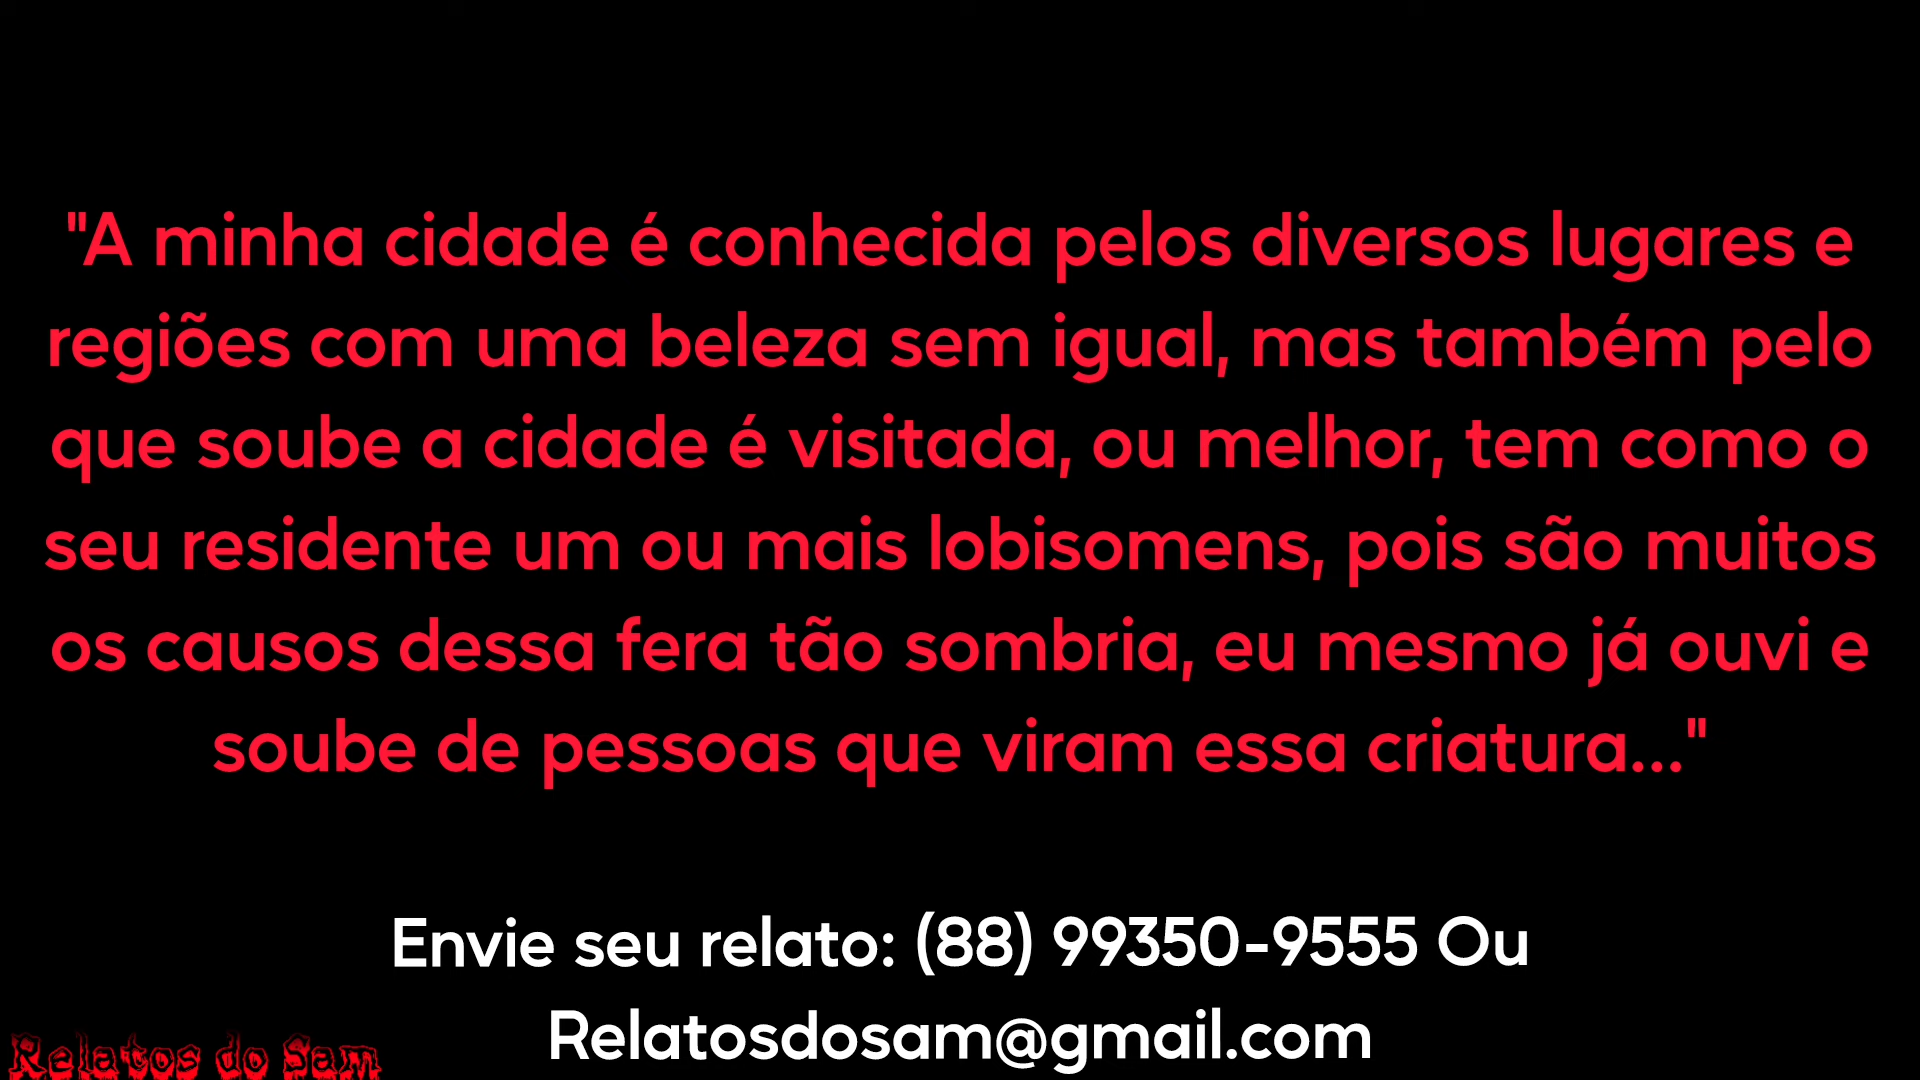 "A minha cidade é conhecida pelos diversos lugares e
regiões com uma beleza sem igual, mas também pelo
que soube a cidade é visitada, ou melhor, tem como o
seu residente um ou mais lobisomens, pois são muitos
os causos dessa fera tão sombria, eu mesmo já ouvi e
soube de pessoas que viram essa criatura..."
Envie seu relato: (88) 99350-9555 Ou
Relatosdosam@gmail.com
Relatos do Sam